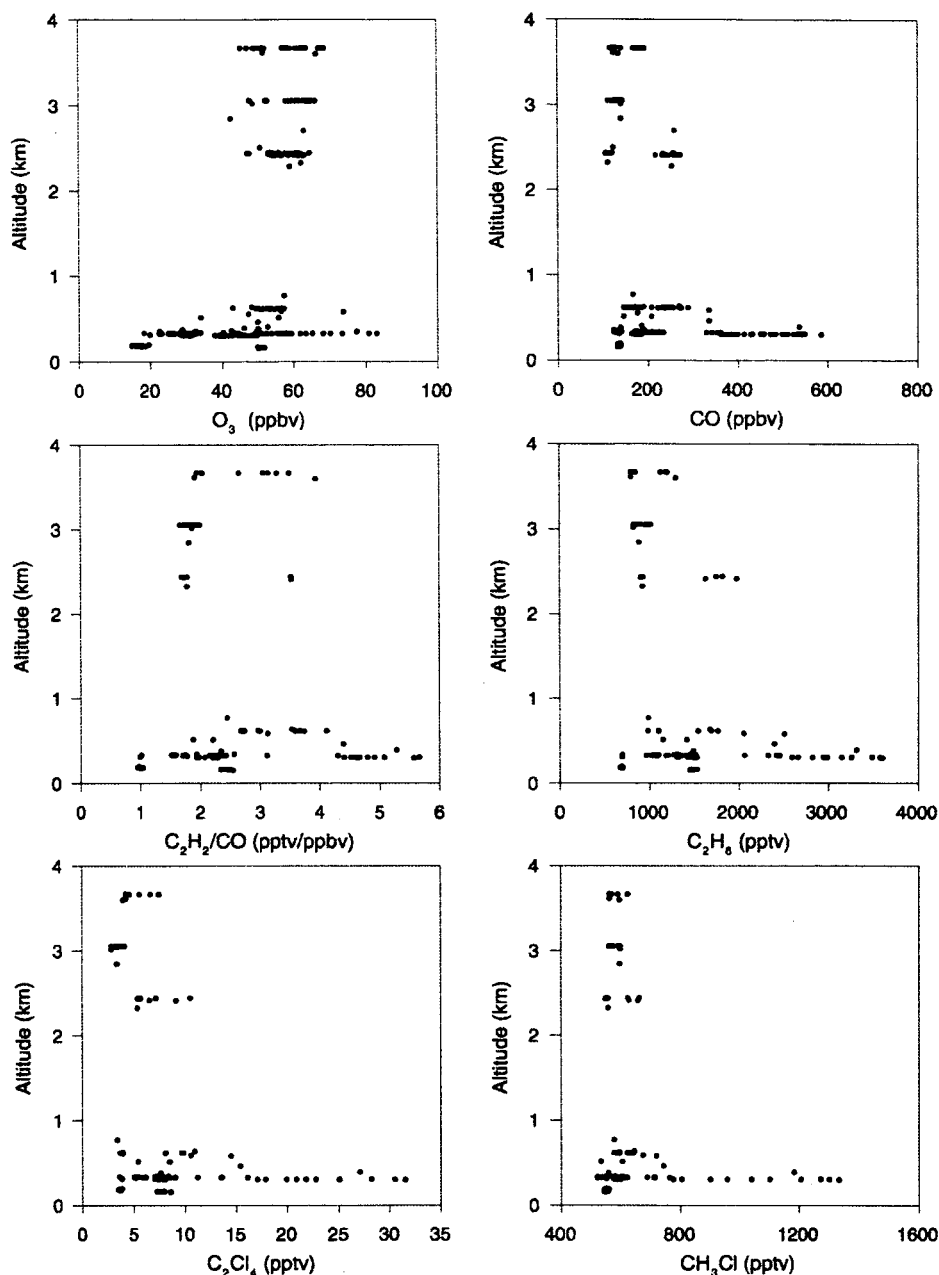 4
3
2
1
0
Altitude (km)
0 20 40 60 80 100
O₃ (ppbv)
4
3
2
1
0
Altitude (km)
0 200 400 600 800
CO (ppbv)
4
3
2
1
0
Altitude (km)
0 1 2 3 4 5 6
C₂H₂/CO (pptv/ppbv)
4
3
2
1
0
Altitude (km)
0 1000 2000 3000 4000
C₂H₆ (pptv)
4
3
2
1
0
Altitude (km)
0 5 10 15 20 25 30 35
C₂Cl₄ (pptv)
4
3
2
1
0
Altitude (km)
400 800 1200 1600
CH₃Cl (pptv)